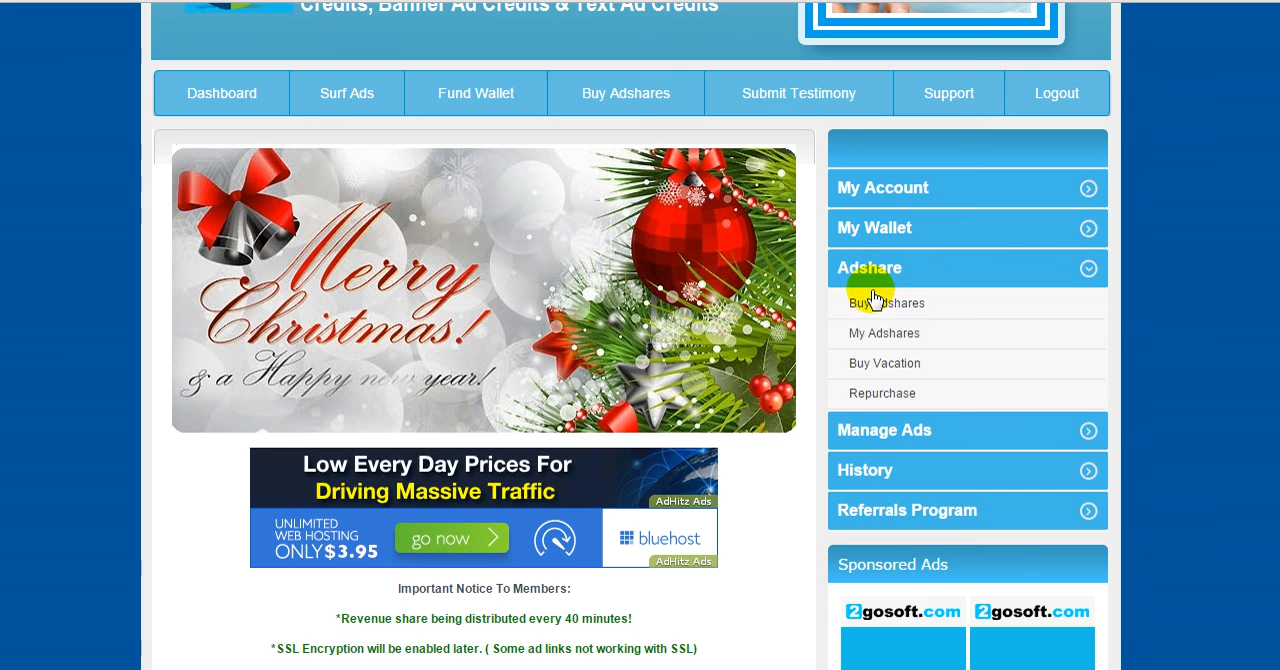 Credits, Banner Ad Credits & Text Ad Credits
Dashboard
Surf Ads
Fund Wallet
Buy Adshares
Submit Testimony
Support
Logout
Merry
Christmas!
& a Happy new year!
My Account
My Wallet
Adshare
Buy Adshares
My Adshares
Buy Vacation
Repurchase
Manage Ads
History
Referrals Program
Low Every Day Prices For
Driving Massive Traffic
AdHitz Ads
UNLIMITED
WEB HOSTING
ONLY $3.95
go now
bluehost
AdHitz Ads
Important Notice To Members:
*Revenue share being distributed every 40 minutes!
*SSL Encryption will be enabled later. ( Some ad links not working with SSL)
Sponsored Ads
2gosoft.com
2gosoft.com